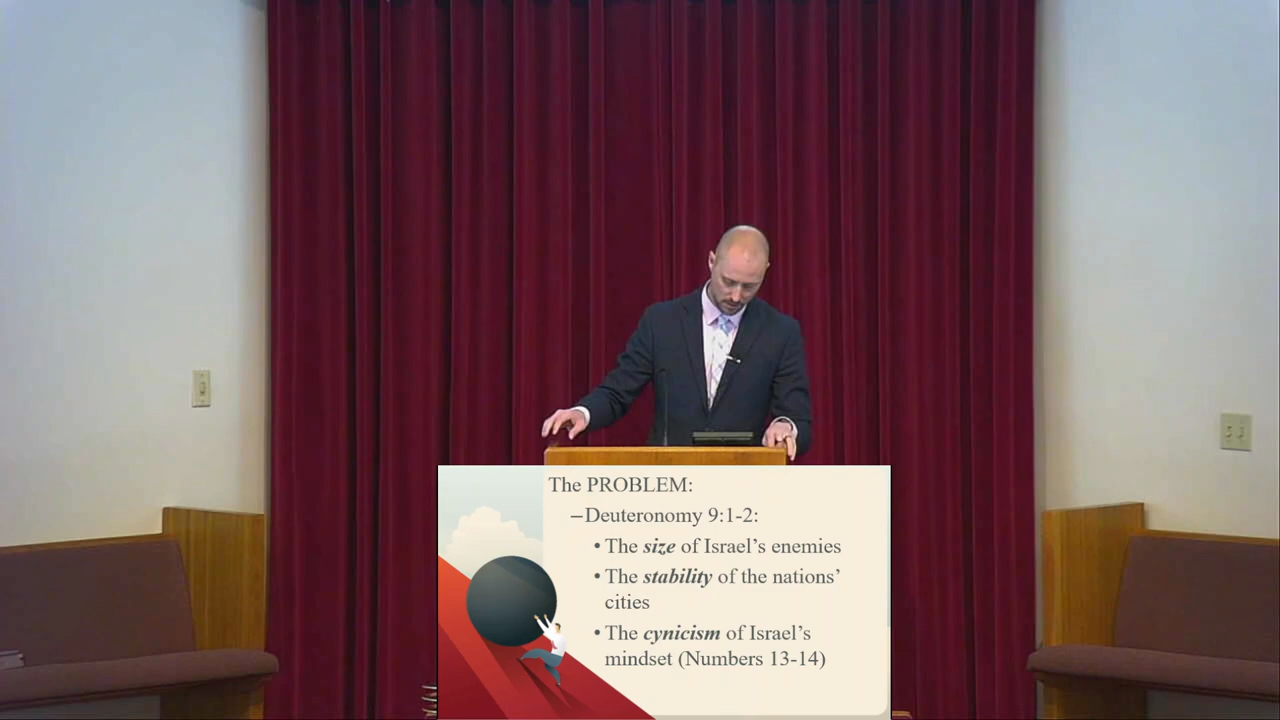 The PROBLEM:
–Deuteronomy 9:1-2:
• The size of Israel’s enemies
• The stability of the nations’
cities
• The cynicism of Israel’s
mindset (Numbers 13-14)